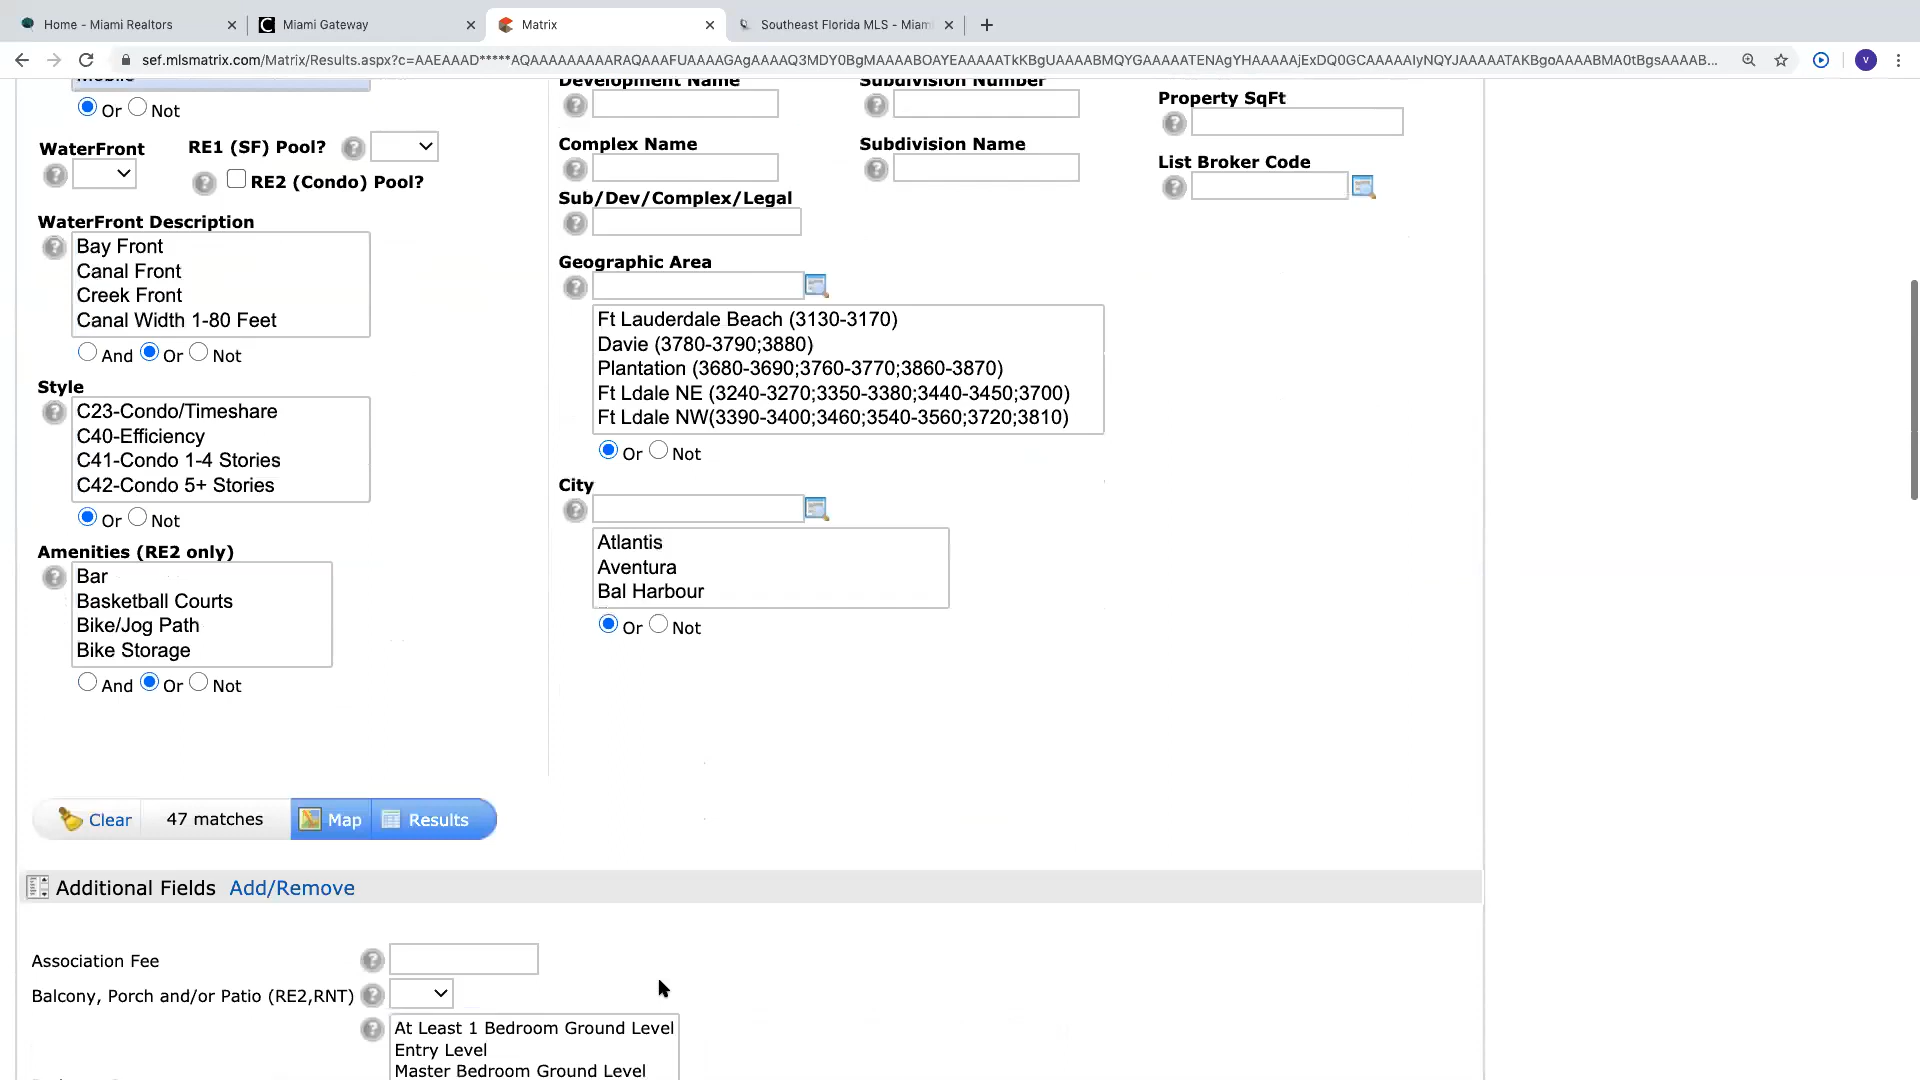 Home - Miami Realtors
Miami Gateway
Matrix
Southeast Florida MLS - Miam
sef.mlsmatrix.com/Matrix/Results.aspx?c=AAEAAAD*****AQAAAAAAAAARAQAAAFUAAAAGAgAAAAQ3MDY0BgMAAAABOAYEAAAAATkKBgUAAAABMQYGAAAAATENAgYHAAAAAjExDQ0GCAAAAAIyNQYJAAAAATAKBgoAAAABMA0tBgsAAAAB...
V
Mobile
Or Not
WaterFront
RE1 (SF) Pool?
RE2 (Condo) Pool?
WaterFront Description
Bay Front
Canal Front
Creek Front
Canal Width 1-80 Feet
And Or Not
Style
C23-Condo/Timeshare
C40-Efficiency
C41-Condo 1-4 Stories
C42-Condo 5+ Stories
Or Not
Amenities (RE2 only)
Bar
Basketball Courts
Bike/Jog Path
Bike Storage
And Or Not
Development Name
Subdivision Number
Complex Name
Subdivision Name
Sub/Dev/Complex/Legal
Geographic Area
Ft Lauderdale Beach (3130-3170)
Davie (3780-3790;3880)
Plantation (3680-3690;3760-3770;3860-3870)
Ft Ldale NE (3240-3270;3350-3380;3440-3450;3700)
Ft Ldale NW(3390-3400;3460;3540-3560;3720;3810)
Or Not
City
Atlantis
Aventura
Bal Harbour
Or Not
Property SqFt
List Broker Code
Clear
47 matches
Map
Results
Additional Fields Add/Remove
Association Fee
Balcony, Porch and/or Patio (RE2,RNT)
At Least 1 Bedroom Ground Level
Entry Level
Master Bedroom Ground Level